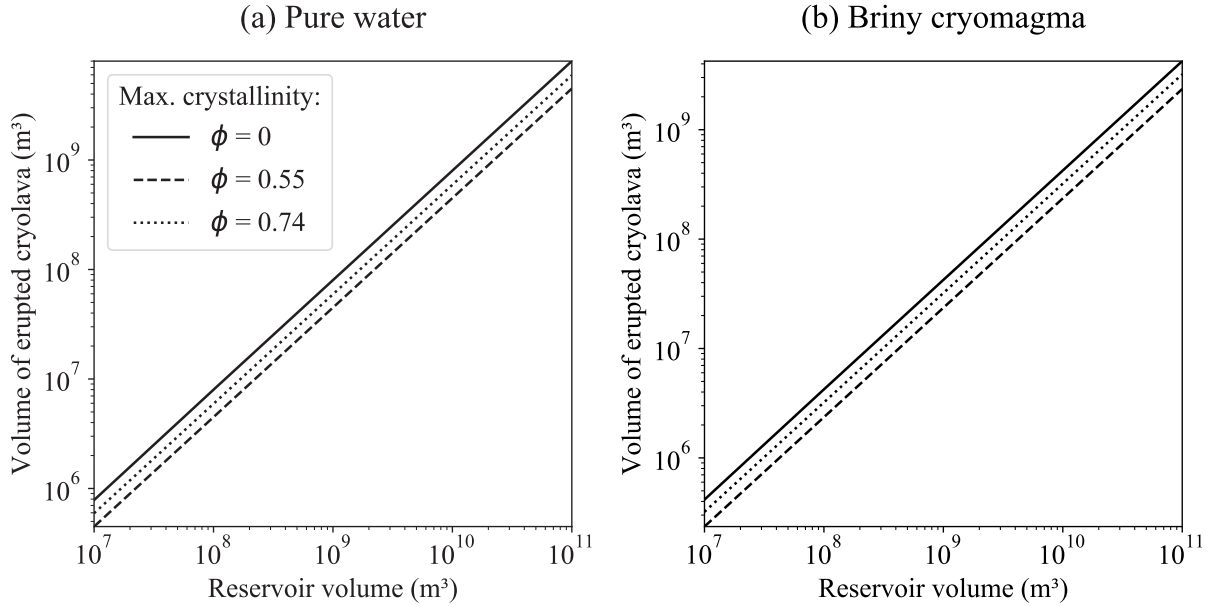 (a) Pure water
Volume of erupted cryolava (m³)
10⁹
10⁸
10⁷
10⁶
Max. crystallinity:
ϕ = 0
ϕ = 0.55
ϕ = 0.74
10⁷ 10⁸ 10⁹ 10¹⁰ 10¹¹
Reservoir volume (m³)
(b) Briny cryomagma
Volume of erupted cryolava (m³)
10⁹
10⁸
10⁷
10⁶
10⁷ 10⁸ 10⁹ 10¹⁰ 10¹¹
Reservoir volume (m³)